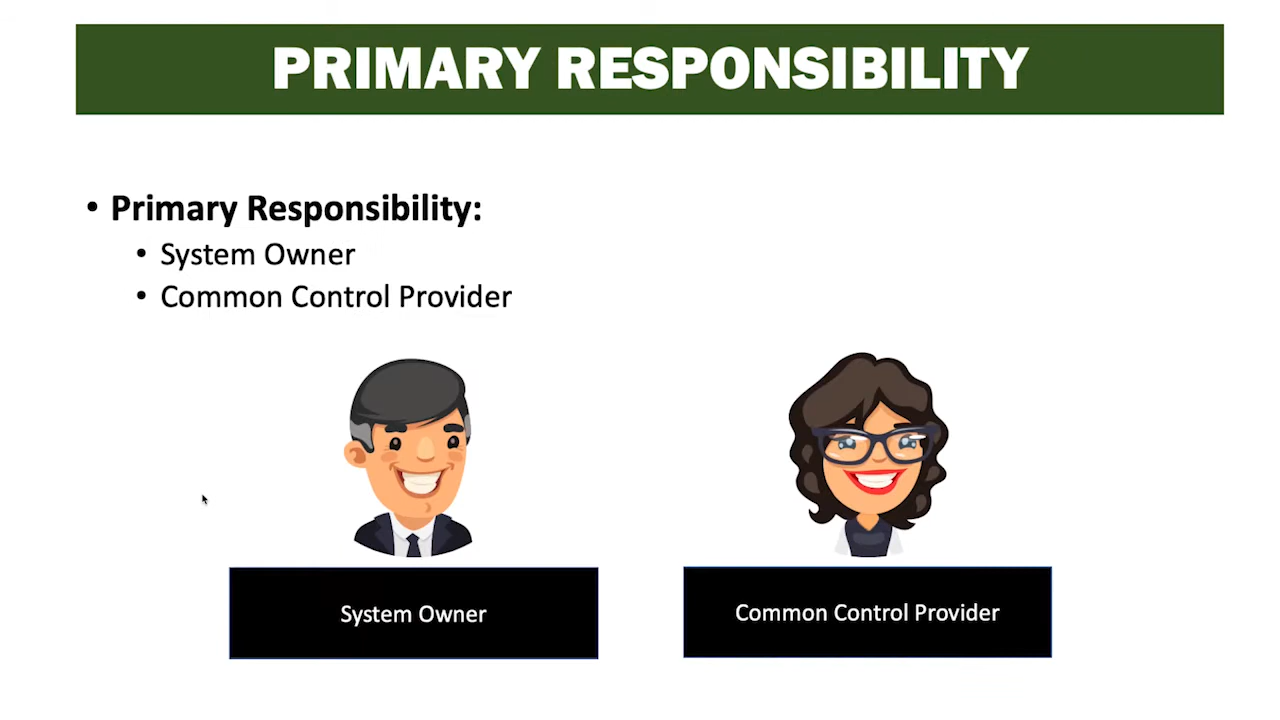 PRIMARY RESPONSIBILITY
• Primary Responsibility:
• System Owner
• Common Control Provider
System Owner
Common Control Provider